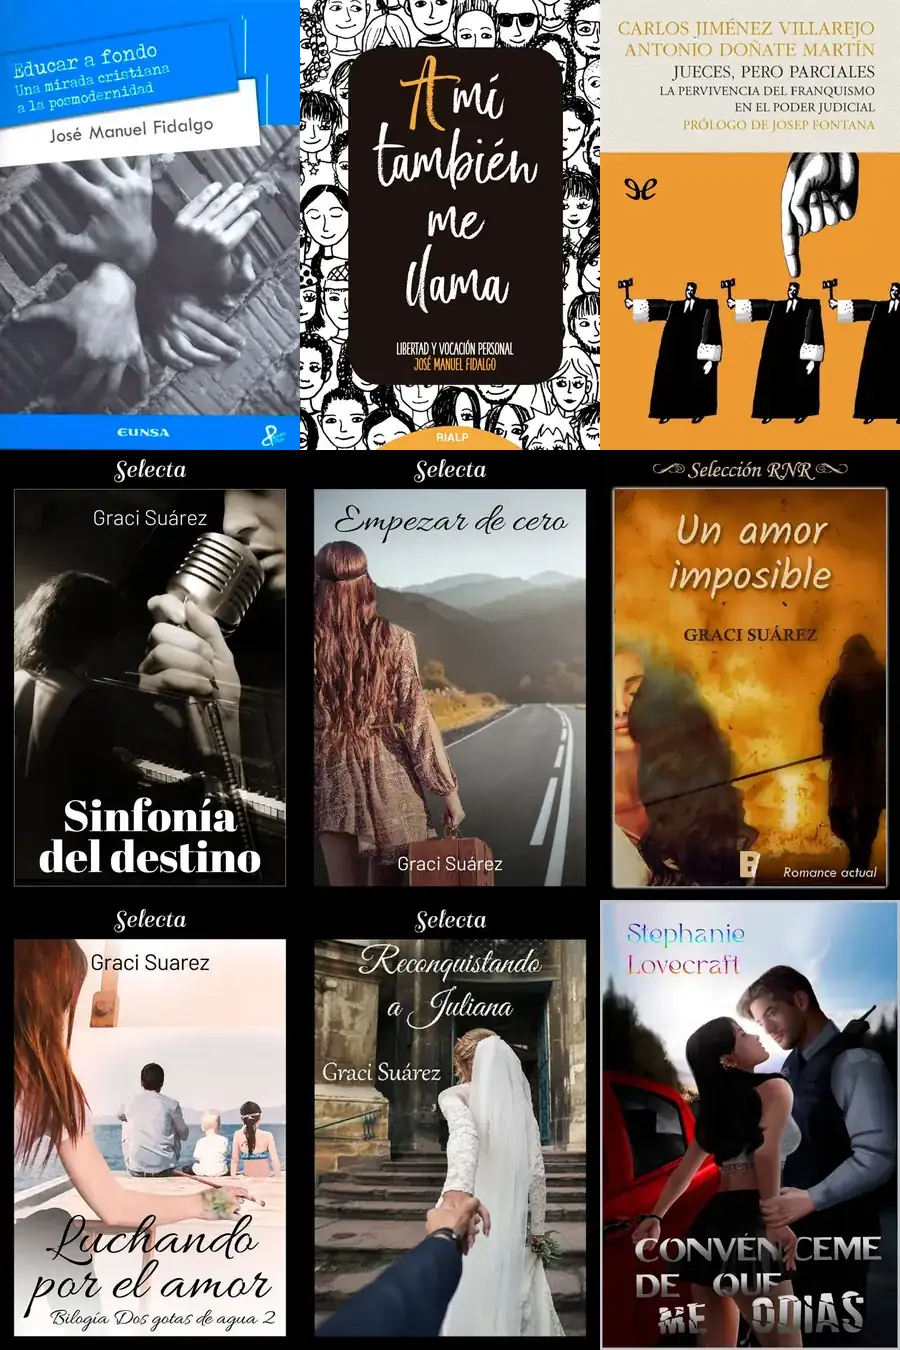 Educar a fondo
Una mirada cristiana
a la posmodernidad
José Manuel Fidalgo
EUNSA
A mí
también
me
llama
LIBERTAD Y VOCACIÓN PERSONAL
JOSÉ MANUEL FIDALGO
RIALP
CARLOS JIMÉNEZ VILLAREJO
ANTONIO DOÑATE MARTÍN
JUECES, PERO PARCIALES
LA PERVIVENCIA DEL FRANQUISMO
EN EL PODER JUDICIAL
PRÓLOGO DE JOSEP FONTANA
Selecta
Graci Suárez
Sinfonía
del destino
Selecta
Empezar de cero
Graci Suárez
Selección RNR
Un amor
imposible
GRACI SUÁREZ
B
Romance actual
Selecta
Graci Suarez
Luchando
por el amor
Bilogía Dos gotas de agua 2
Selecta
Reconquistando
a Juliana
Graci Suárez
Stephanie
Lovecraft
CONVÉNCEME
DE QUE
ME ODIAS